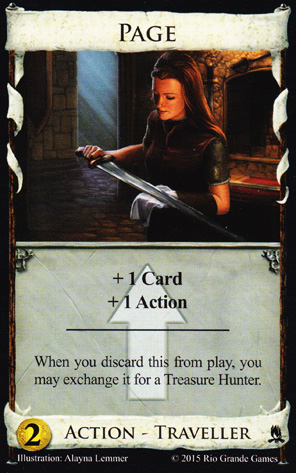 PAGE
+1 Card
+1 Action
When you discard this from play, you
may exchange it for a Treasure Hunter.
2 ACTION - TRAVELLER
Illustration: Alayna Lemmer © 2015 Rio Grande Games